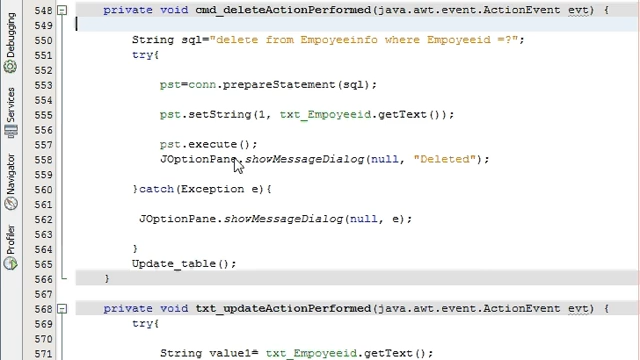 Debugging
Services
Navigator
Profiler
548 private void cmd_deleteActionPerformed(java.awt.event.ActionEvent evt) {
549
550 String sql="delete from Empoyeeinfo where Empoyeeid =?";
551 try{
552
553 pst=conn.prepareStatement(sql);
554
555 pst.setString(1, txt_Empoyeeid.getText());
556
557 pst.execute();
558 JOptionPane.showMessageDialog(null, "Deleted");
559
560 }catch(Exception e){
561
562 JOptionPane.showMessageDialog(null, e);
563
564 }
565 Update_table();
566 }
567
568 private void txt_updateActionPerformed(java.awt.event.ActionEvent evt) {
569 try{
570
571 String value1= txt_Empoyeeid.getText();